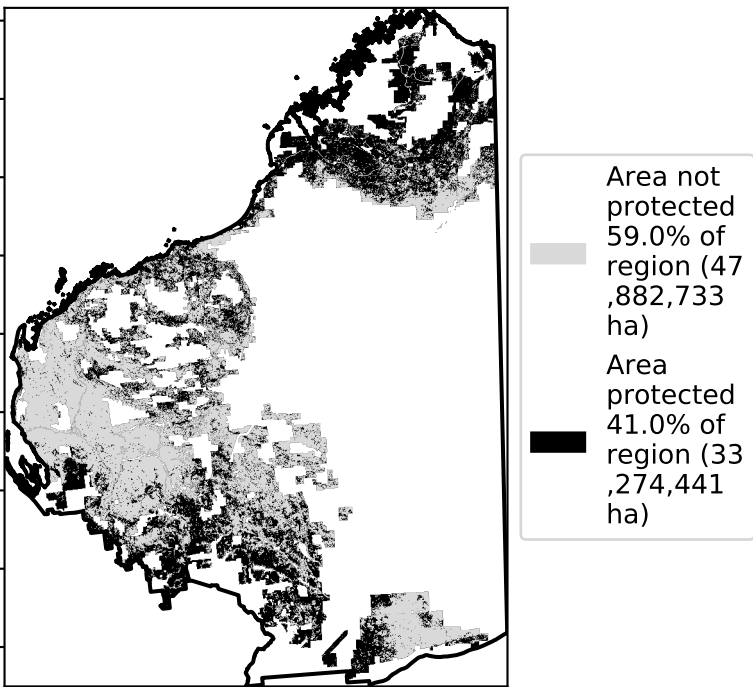 Area not
protected
59.0% of
region (47
,882,733
ha)
Area
protected
41.0% of
region (33
,274,441
ha)